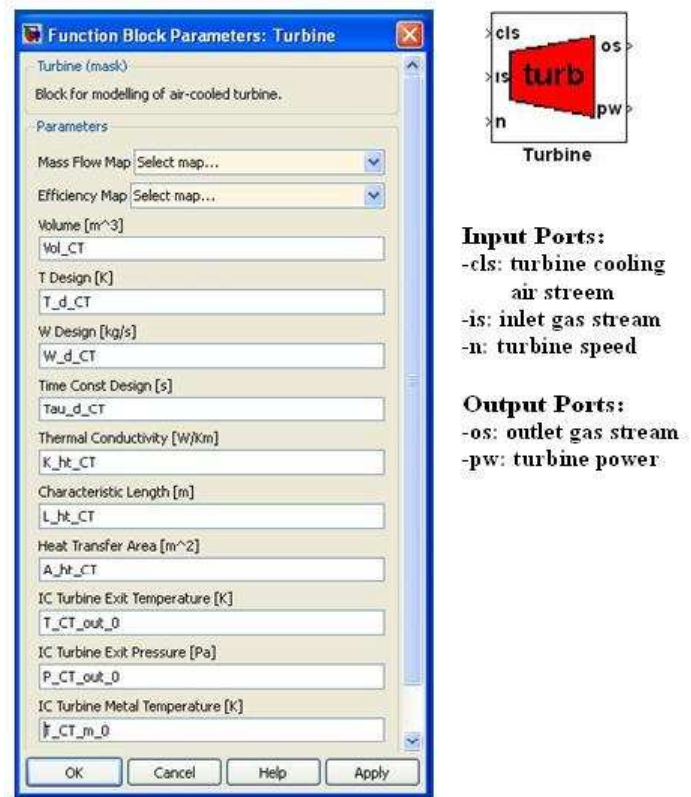 Function Block Parameters: Turbine
Turbine (mask)
Block for modelling of air-cooled turbine.
Parameters
Mass Flow Map Select map...
Efficiency Map Select map...
Volume [m^3]
Vol_CT
T Design [K]
T_d_CT
W Design [kg/s]
W_d_CT
Time Const Design [s]
Tau_d_CT
Thermal Conductivity [W/Km]
K_ht_CT
Characteristic Length [m]
L_ht_CT
Heat Transfer Area [m^2]
A_ht_CT
IC Turbine Exit Temperature [K]
T_CT_out_0
IC Turbine Exit Pressure [Pa]
P_CT_out_0
IC Turbine Metal Temperature [K]
T_CT_m_0
OK Cancel Help Apply
cls
os
is
turb
pw
n
Turbine
Input Ports:
-cls: turbine cooling
air streem
-is: inlet gas stream
-n: turbine speed
Output Ports:
-os: outlet gas stream
-pw: turbine power